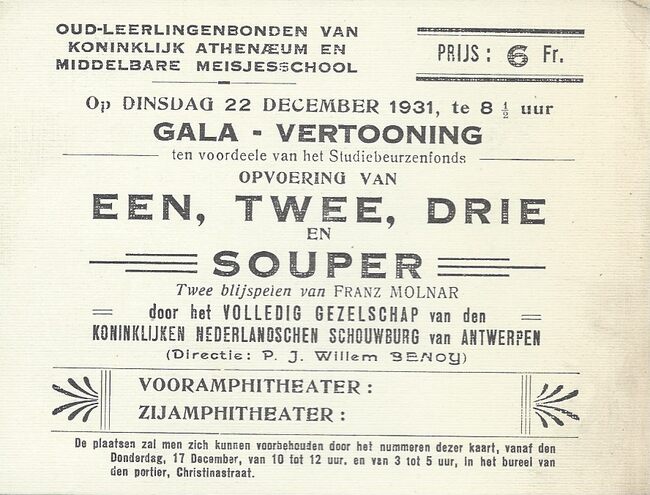 OUD-LEERLINGENBONDEN VAN
KONINKLIJK ATHENÆUM EN
MIDDELBARE MEISJESSCHOOL
PRIJS : 6 Fr.
Op DINSDAG 22 DECEMBER 1931, te 8 ½ uur
GALA - VERTOONING
ten voordeele van het Studiebeurzenfonds
OPVOERING VAN
EEN, TWEE, DRIE
EN
SOUPER
Twee blijspelen van FRANZ MOLNAR
door het VOLLEDIG GEZELSCHAP van den
KONINKLIJKEN NEDERLANDSCHEN SCHOUWBURG van ANTWERPEN
(Directie: P. J. Willem BENOY)
VOORAMPHITHEATER :
ZIJAMPHITHEATER :
De plaatsen zal men zich kunnen voorbehouden door het nummeren dezer kaart, vanaf den
Donderdag, 17 December, van 10 tot 12 uur. en van 3 tot 5 uur, in het bureel van
den portier, Christinastraat.